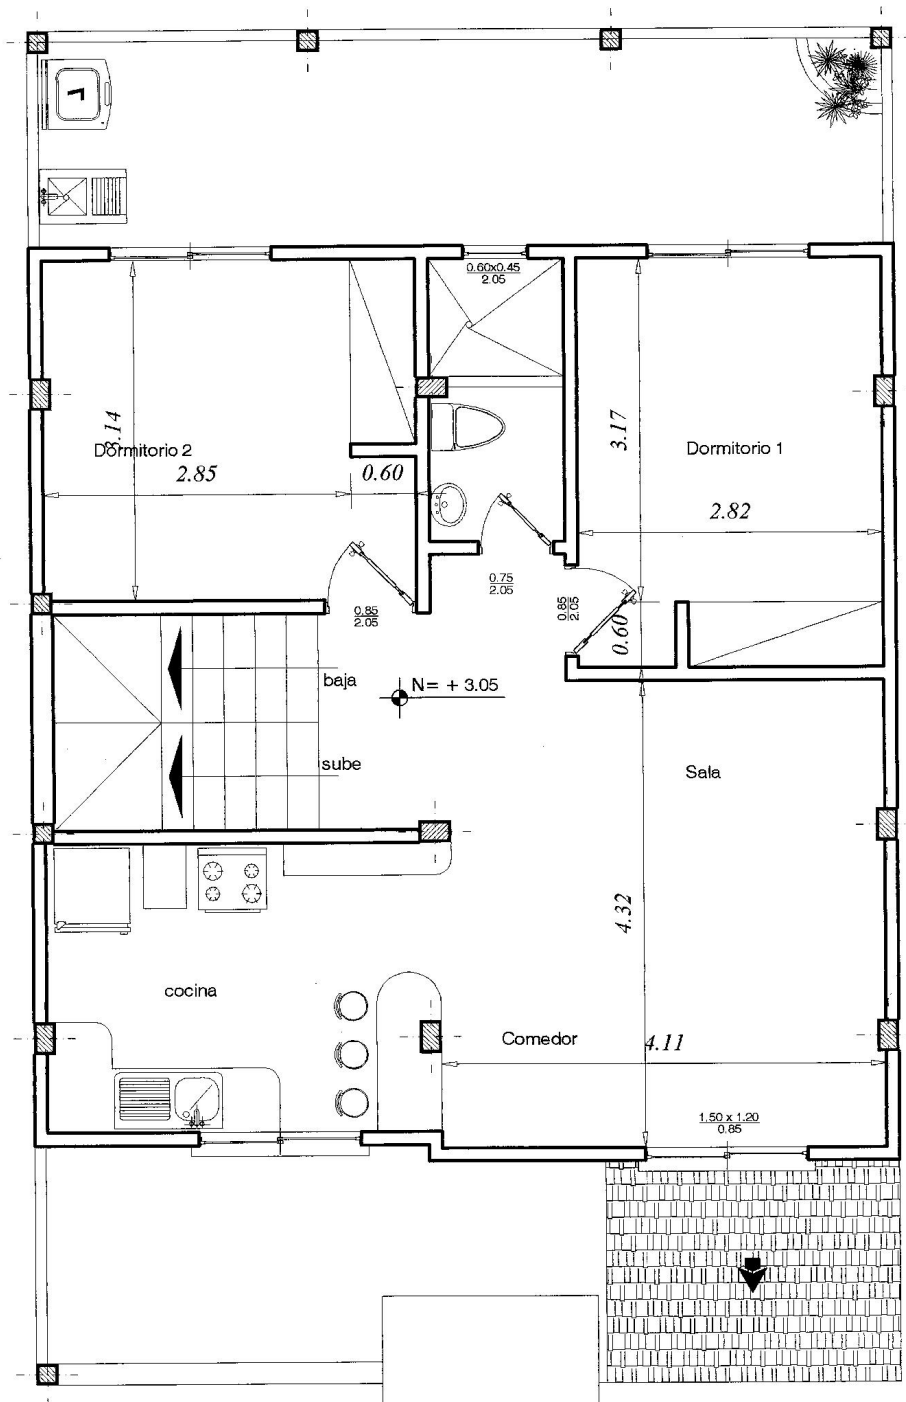 0.60x0.45
2.05
3.14
Dormitorio 2
2.85
0.60
3.17
Dormitorio 1
2.82
0.75
2.05
0.85
2.05
0.85
2.05
0.60
baja
N= + 3.05
sube
Sala
4.32
cocina
Comedor
4.11
1.50 x 1.20
0.85